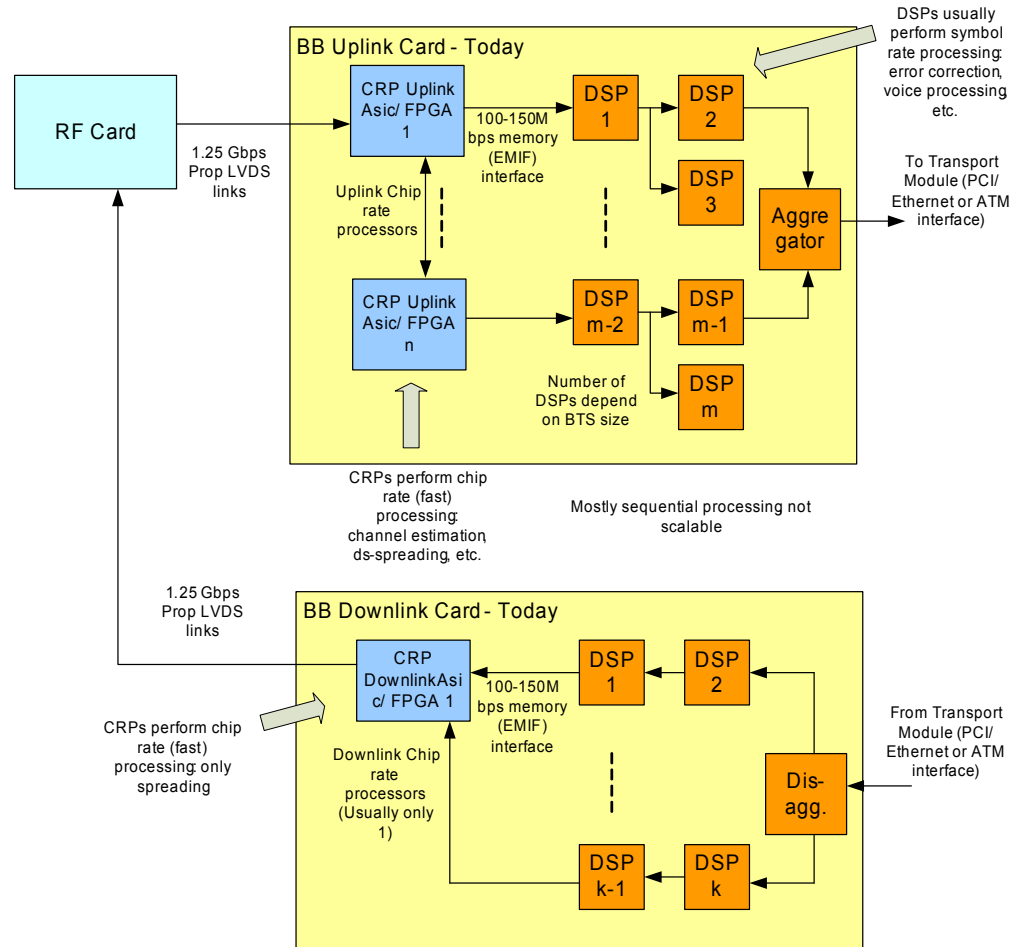 BB Uplink Card - Today
DSPs usually
perform symbol
rate processing:
error correction,
voice processing,
etc.
RF Card
CRP Uplink
Asic/ FPGA
1
100-150M
bps memory
(EMIF)
interface
DSP
1
DSP
2
DSP
3
1.25 Gbps
Prop LVDS
links
Uplink Chip
rate
processors
Aggre
gator
To Transport
Module (PCI/
Ethernet or ATM
interface)
CRP Uplink
Asic/ FPGA
n
DSP
m-2
DSP
m-1
DSP
m
Number of
DSPs depend
on BTS size
CRPs perform chip
rate (fast)
processing:
channel estimation,
ds-spreading, etc.
Mostly sequential processing not
scalable
1.25 Gbps
Prop LVDS
links
BB Downlink Card - Today
CRP
DownlinkAsi
c/ FPGA 1
100-150M
bps memory
(EMIF)
interface
DSP
1
DSP
2
CRPs perform chip
rate (fast)
processing: only
spreading
Downlink Chip
rate
processors
(Usually only
1)
Dis-
agg.
From Transport
Module (PCI/
Ethernet or ATM
interface)
DSP
k-1
DSP
k